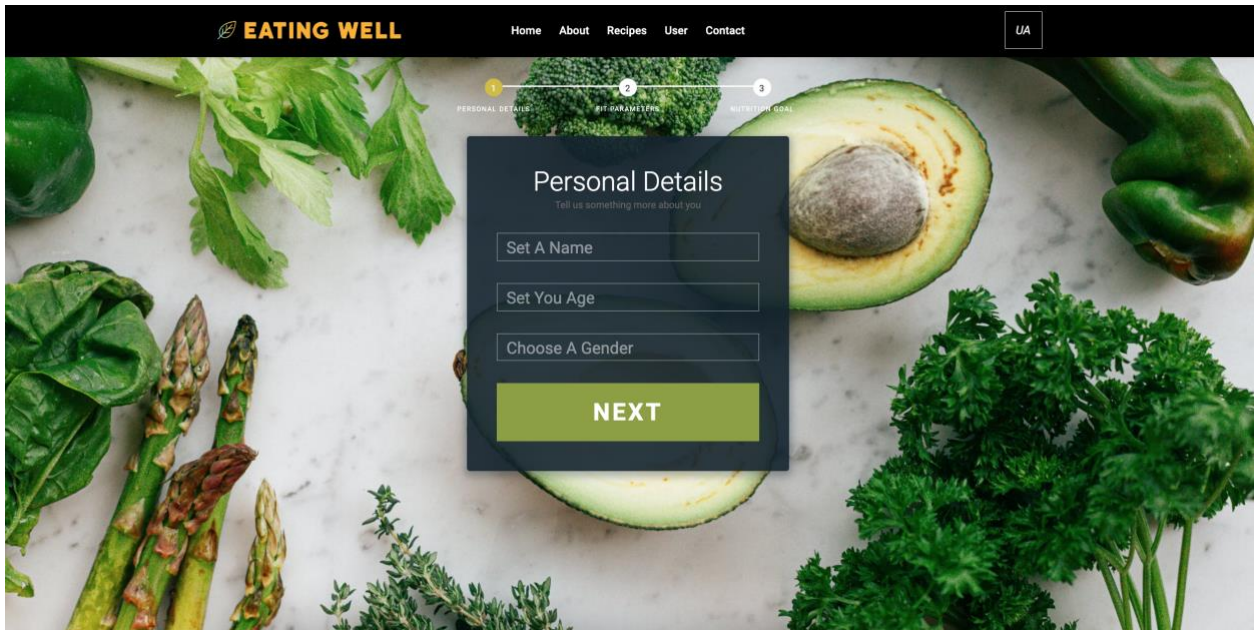 EATING WELL
Home About Recipes User Contact
UA
1 2 3
PERSONAL DETAILS FIT PARAMETERS NUTRITION GOAL
Personal Details
Tell us something more about you
Set A Name
Set You Age
Choose A Gender
NEXT